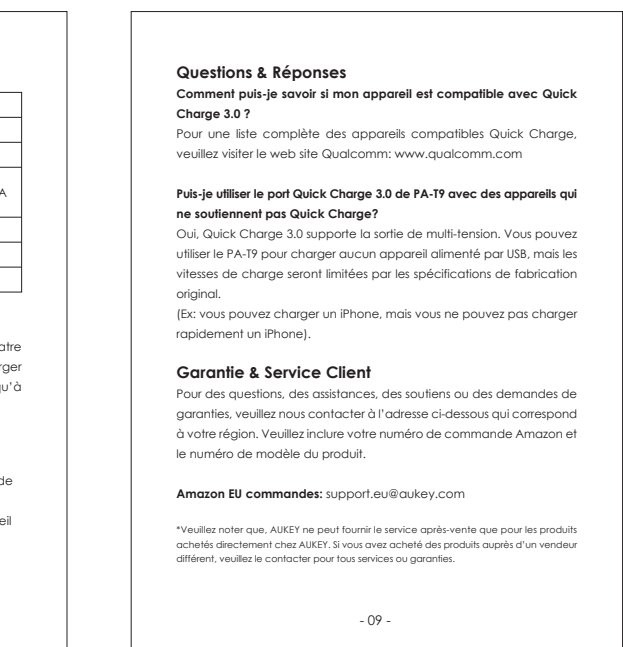 A
atre
rger
qu'à
de
eil
Questions & Réponses
Comment puis-je savoir si mon appareil est compatible avec Quick
Charge 3.0 ?
Pour une liste complète des appareils compatibles Quick Charge,
veuillez visiter le web site Qualcomm: www.qualcomm.com
Puis-je utiliser le port Quick Charge 3.0 de PA-T9 avec des appareils qui
ne soutiennent pas Quick Charge?
Oui, Quick Charge 3.0 supporte la sortie de multi-tension. Vous pouvez
utiliser le PA-T9 pour charger aucun appareil alimenté par USB, mais les
vitesses de charge seront limitées par les spécifications de fabrication
original.
(Ex: vous pouvez charger un iPhone, mais vous ne pouvez pas charger
rapidement un iPhone).
Garantie & Service Client
Pour des questions, des assistances, des soutiens ou des demandes de
garanties, veuillez nous contacter à l'adresse ci-dessous qui correspond
à votre région. Veuillez inclure votre numéro de commande Amazon et
le numéro de modèle du produit.
Amazon EU commandes: support.eu@aukey.com
*Veuillez noter que, AUKEY ne peut fournir le service après-vente que pour les produits
achetés directement chez AUKEY. Si vous avez acheté des produits auprès d'un vendeur
différent, veuillez le contacter pour tous services ou garanties.
- 09 -